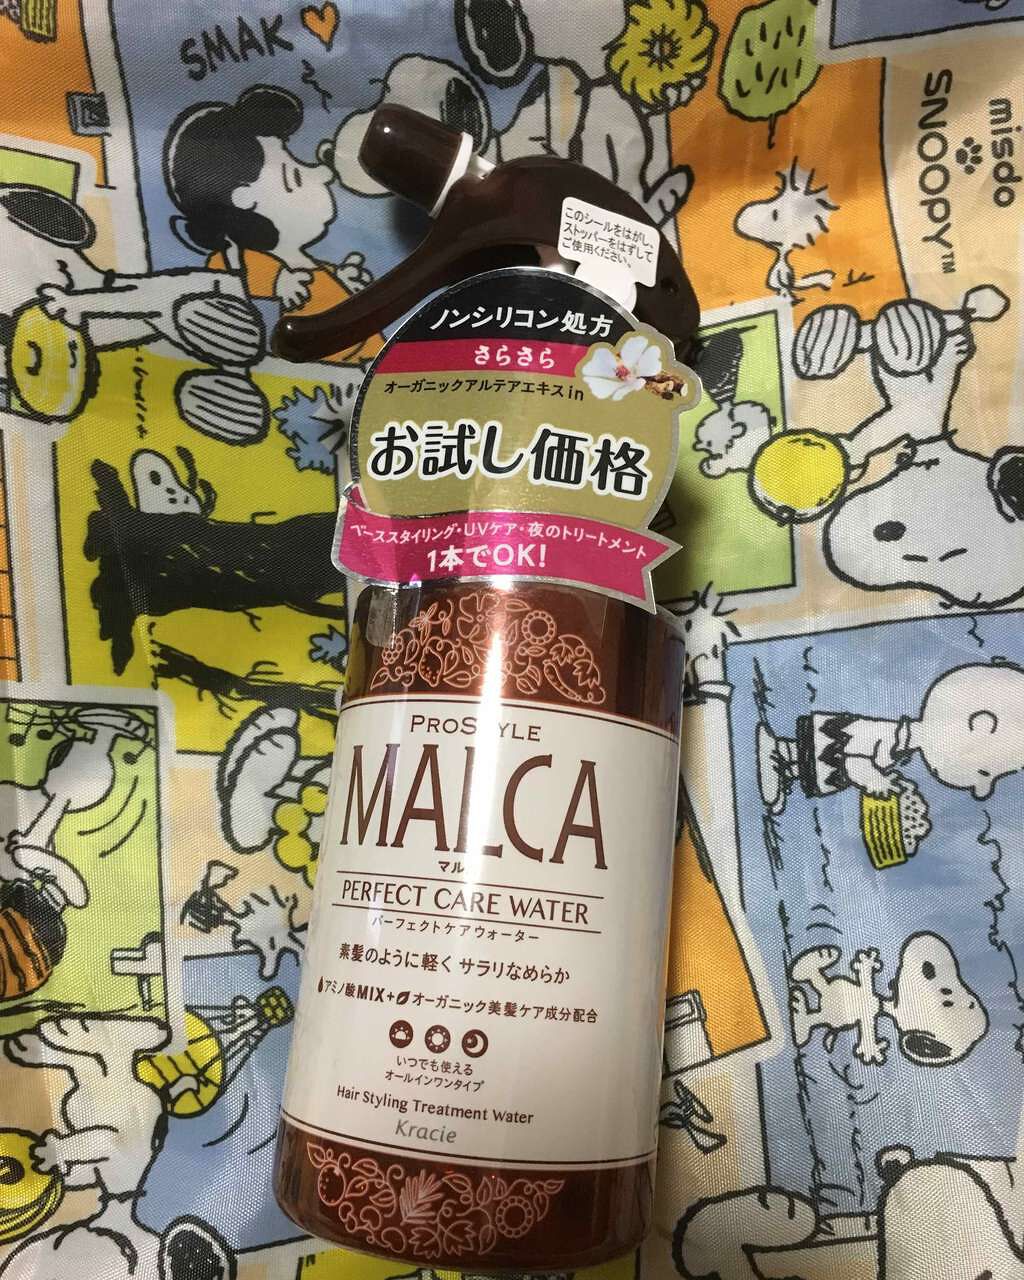 SMAK
misdo
SNOOPY™
このシールをはがし、
ストッパーをはずして
ご使用ください。
ノンシリコン処方
さらさら
オーガニックアルテアエキスin
お試し価格
ベーススタイリング・UVケア・夜のトリートメント
1本でOK!
PROSTYLE
MALCA
マル
PERFECT CARE WATER
パーフェクトケアウォーター
素髪のように軽く サラリなめらか
アミノ酸MIX+オーガニック美髪ケア成分配合
いつでも使える
オールインワンタイプ
Hair Styling Treatment Water
Kracie